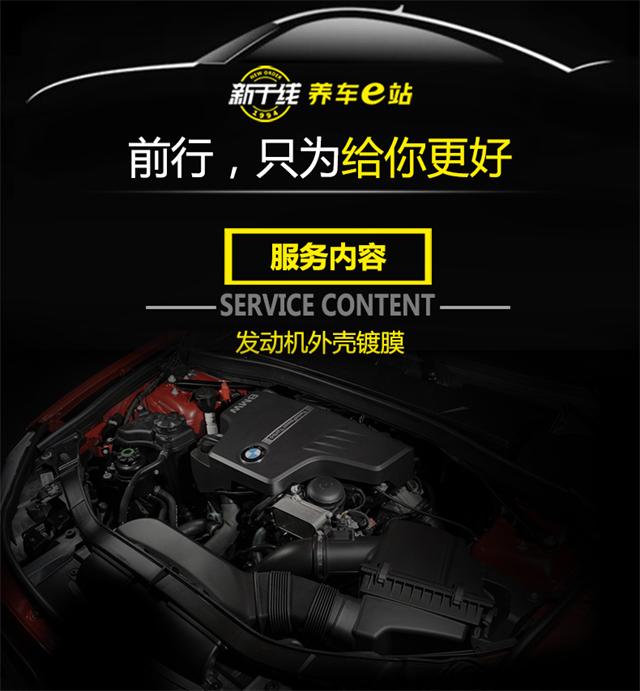 NEW ORDER
新干线 养车e站
1994
前行，只为给你更好
服务内容
SERVICE CONTENT
发动机外壳镀膜
BMW